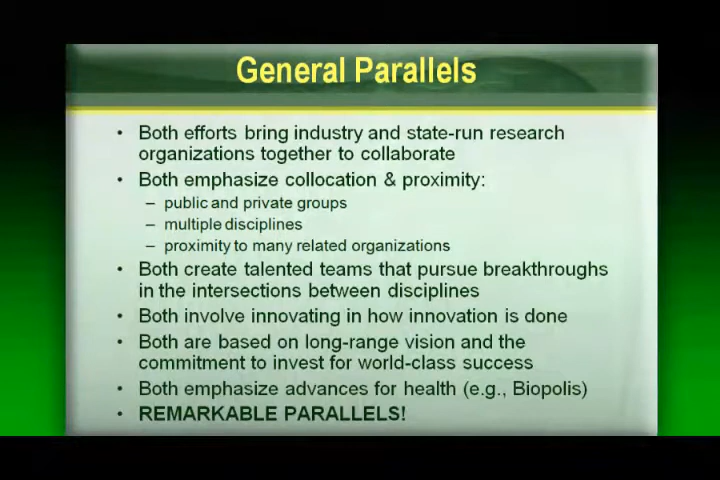 General Parallels
• Both efforts bring industry and state-run research
organizations together to collaborate
• Both emphasize collocation & proximity:
– public and private groups
– multiple disciplines
– proximity to many related organizations
• Both create talented teams that pursue breakthroughs
in the intersections between disciplines
• Both involve innovating in how innovation is done
• Both are based on long-range vision and the
commitment to invest for world-class success
• Both emphasize advances for health (e.g., Biopolis)
• REMARKABLE PARALLELS!